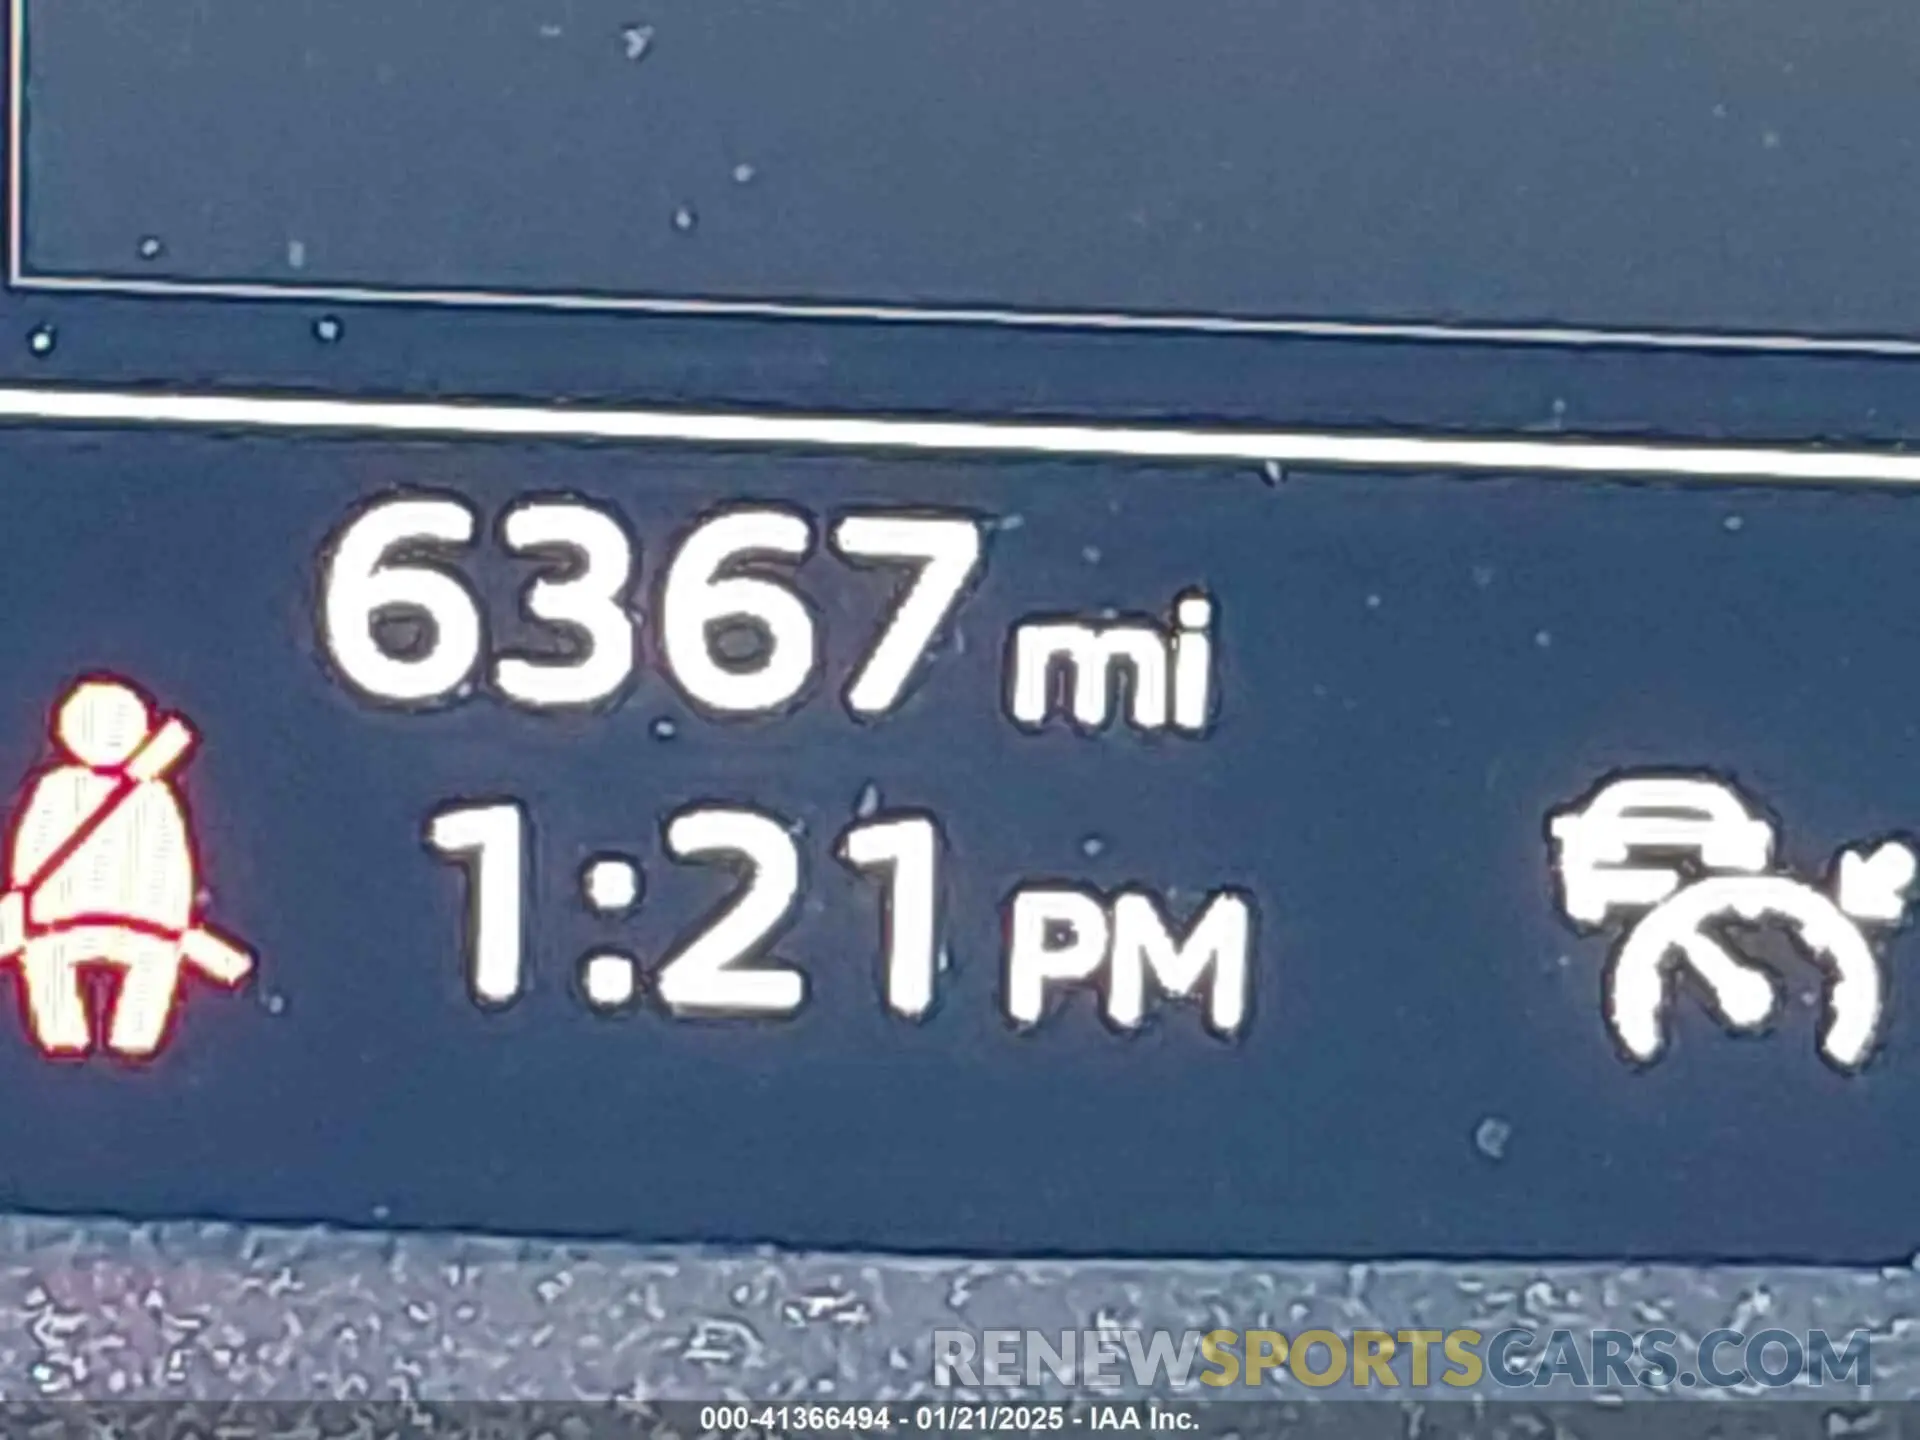 6367 mi
1:21 PM
RENEWSPORTSCARS.COM
000-41366494 - 01/21/2025 - IAA Inc.